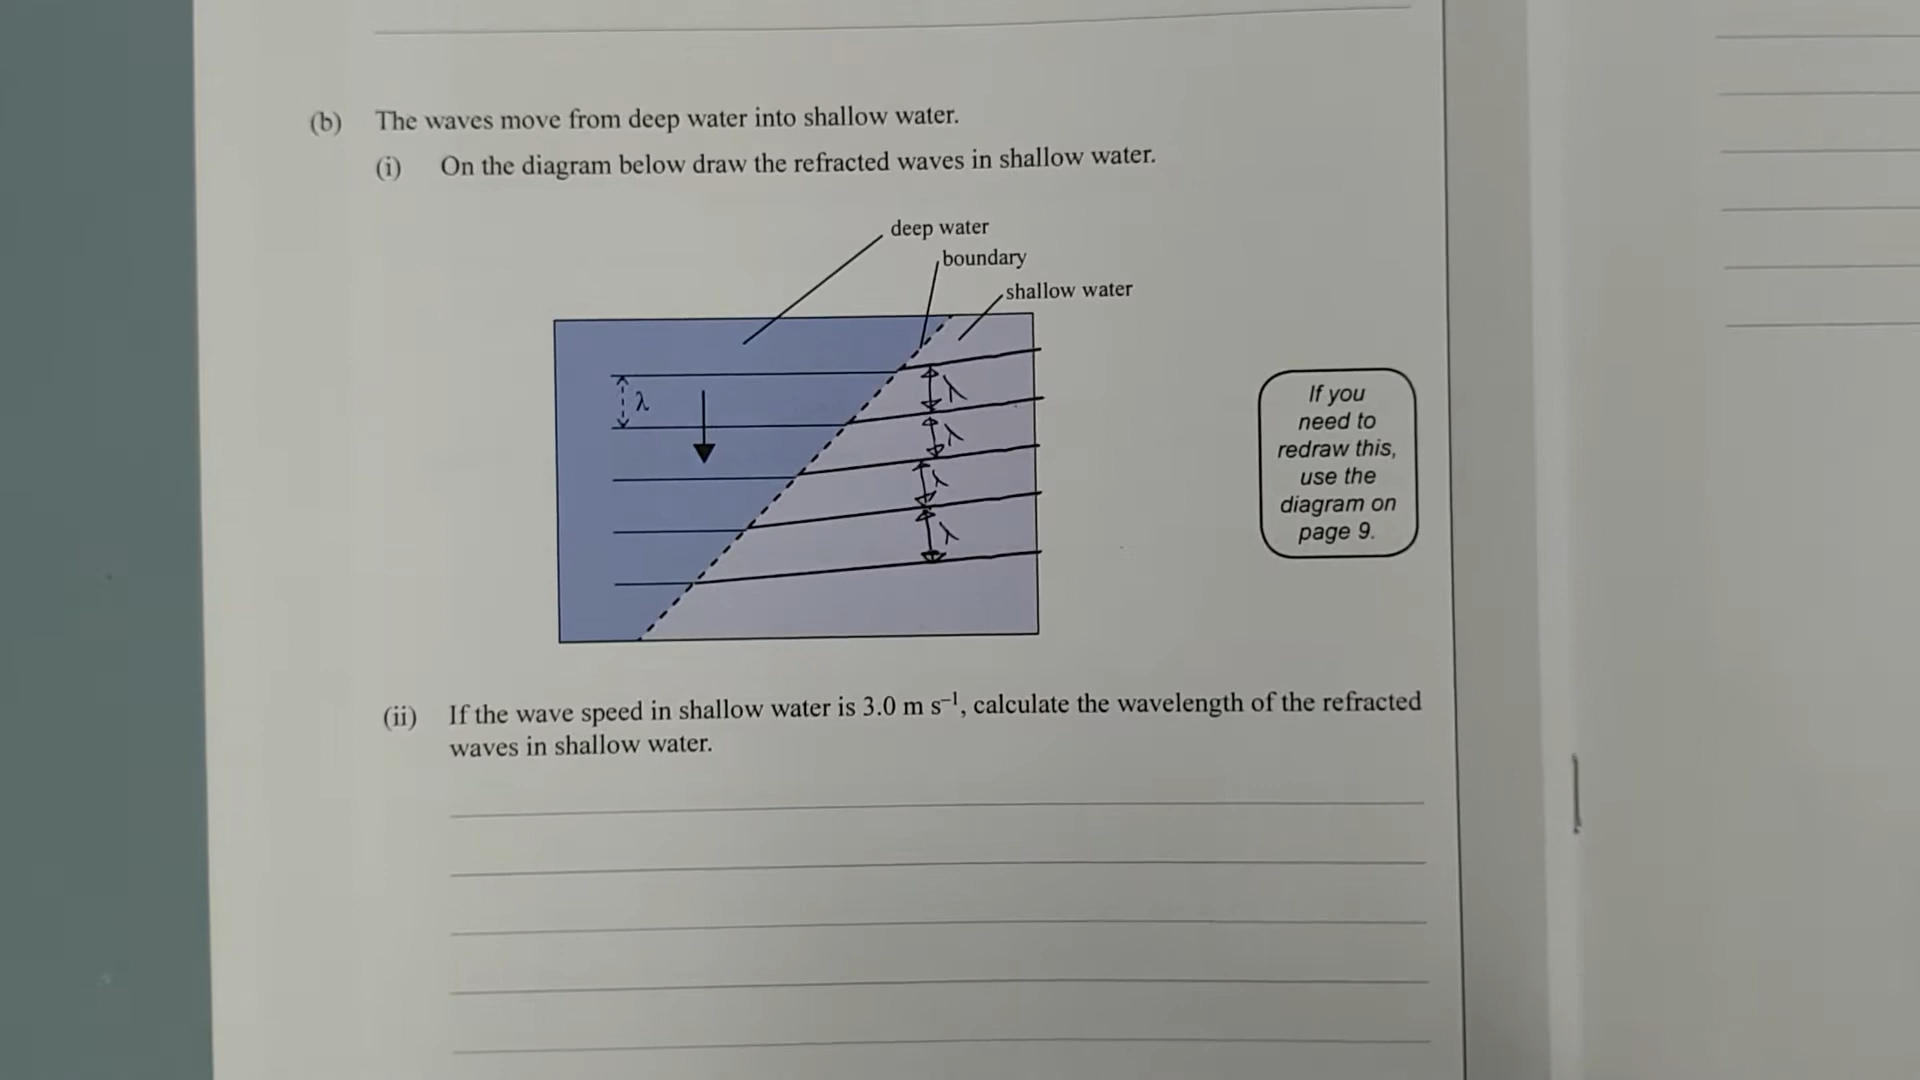 (b) The waves move from deep water into shallow water.
(i) On the diagram below draw the refracted waves in shallow water.
deep water
boundary
shallow water
λ
λ
λ
λ
λ
If you
need to
redraw this,
use the
diagram on
page 9.
(ii) If the wave speed in shallow water is 3.0 m s⁻¹, calculate the wavelength of the refracted
waves in shallow water.